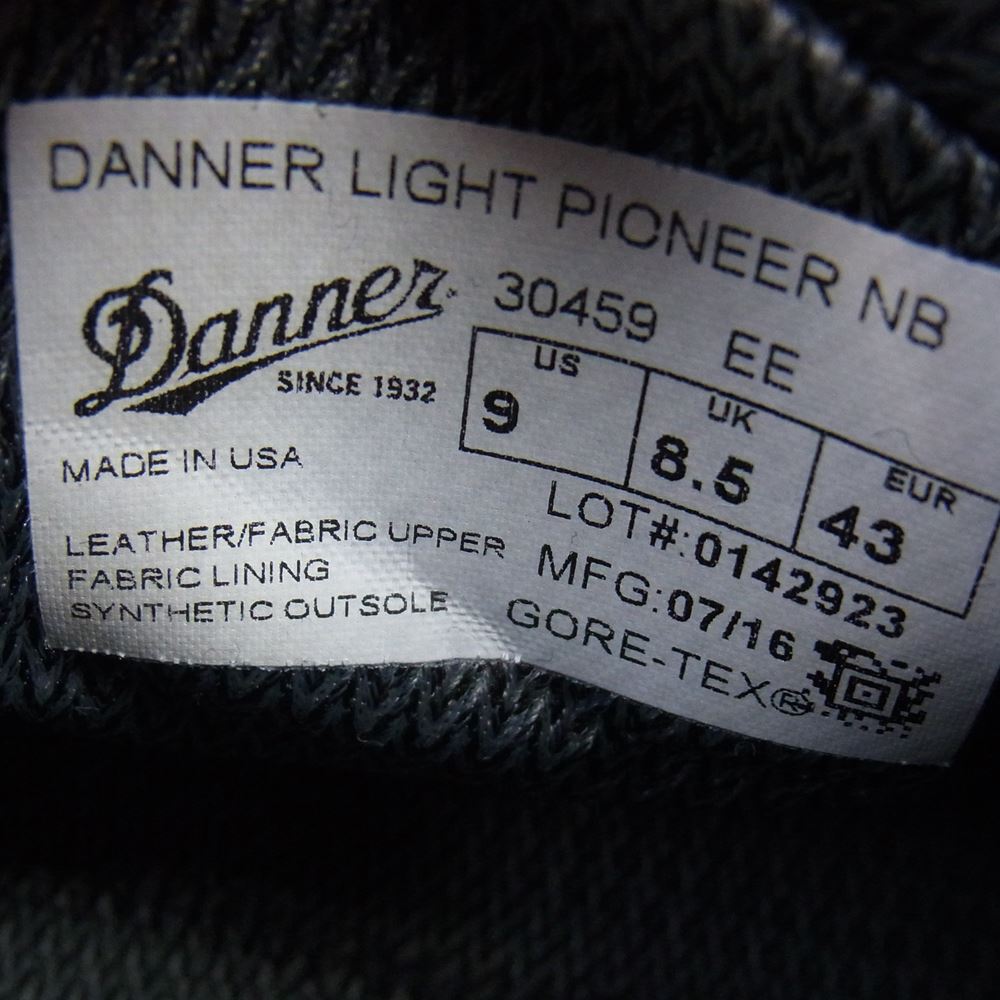 DANNER LIGHT PIONEER NB
Danner
SINCE 1932
30459 EE
US UK EUR
9 8.5 43
MADE IN USA
LOT#:0142923
LEATHER/FABRIC UPPER
FABRIC LINING
SYNTHETIC OUTSOLE
MFG:07/16
GORE-TEX®